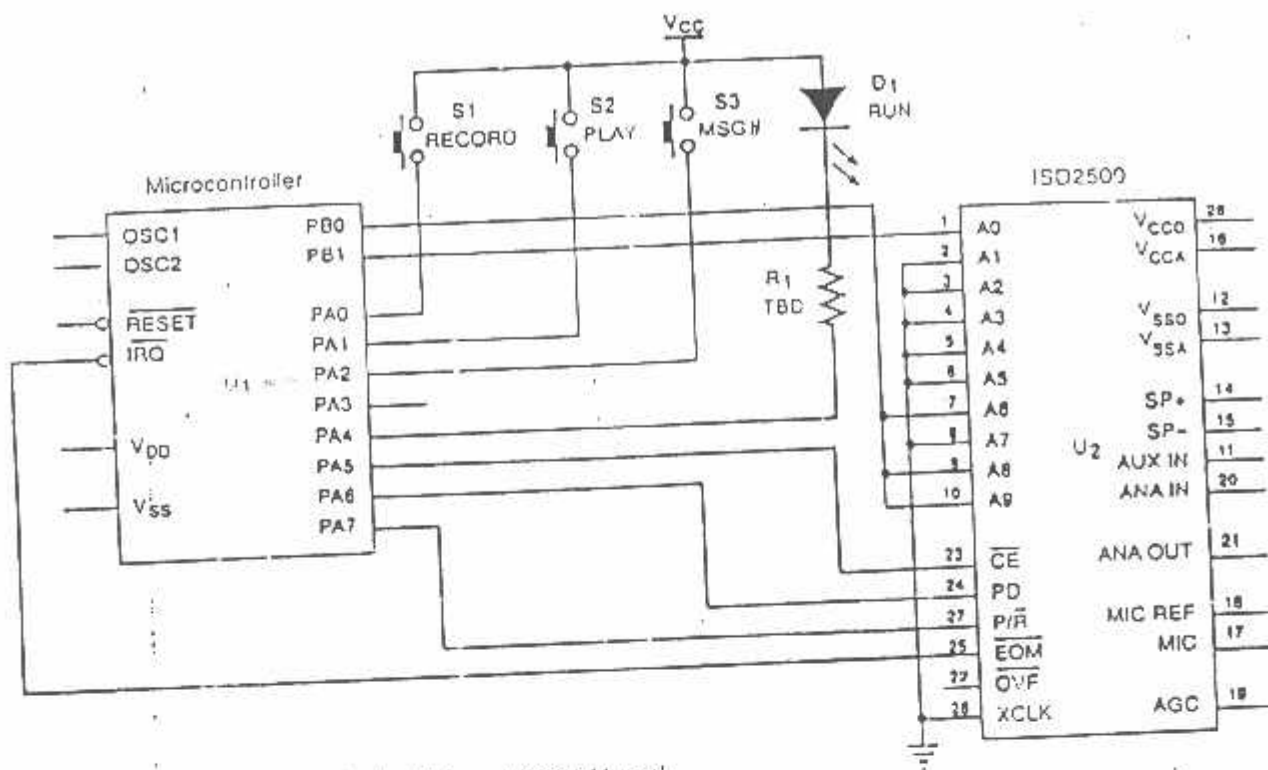 VCC
S1
RECORD
S2
PLAY
S3
MSG#
D1
RUN
Microcontroller
OSC1
OSC2
RESET
IRQ
U1
VDD
VSS
PB0
PB1
PA0
PA1
PA2
PA3
PA4
PA5
PA6
PA7
R1
TBD
ISD2500
1 A0
2 A1
3 A2
4 A3
5 A4
6 A5
7 A6
8 A7
9 A8
10 A9
23 CE
24 PD
27 P/R
25 EOM
22 OVF
26 XCLK
U2
VCCD 28
VCCA 16
VSSD 12
VSSA 13
SP+ 14
SP- 15
AUX IN 11
ANA IN 20
ANA OUT 21
MIC REF 18
MIC 17
AGC 19